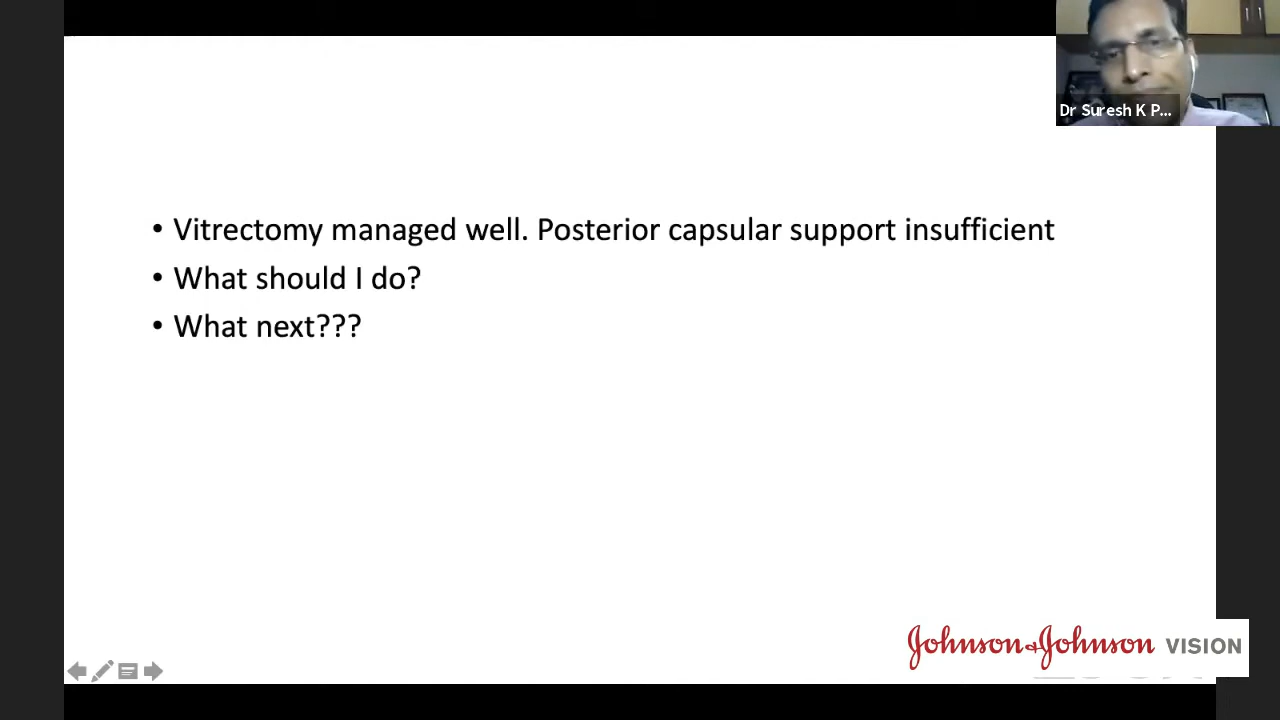 Dr Suresh K P...
• Vitrectomy managed well. Posterior capsular support insufficient
• What should I do?
• What next???
Johnson&Johnson VISION